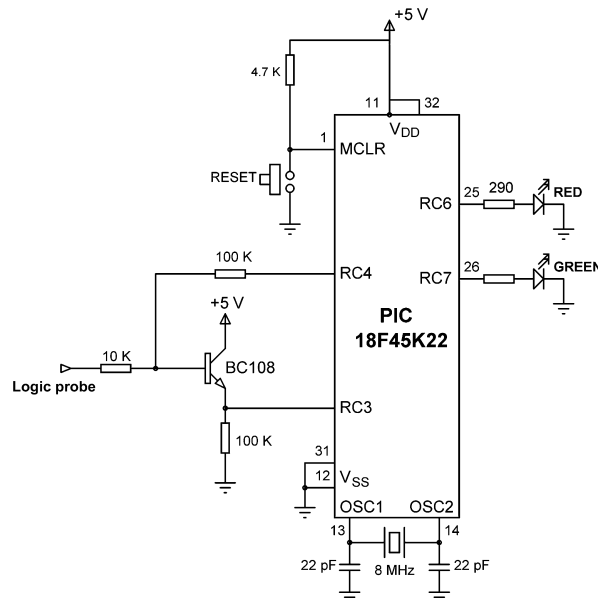 +5 V
4.7 K
11
32
VDD
1
MCLR
RESET
25
290
RED
RC6
100 K
RC4
26
GREEN
RC7
+5 V
PIC
18F45K22
10 K
BC108
Logic probe
RC3
100 K
31
12
VSS
OSC1
OSC2
13
14
22 pF
8 MHz
22 pF